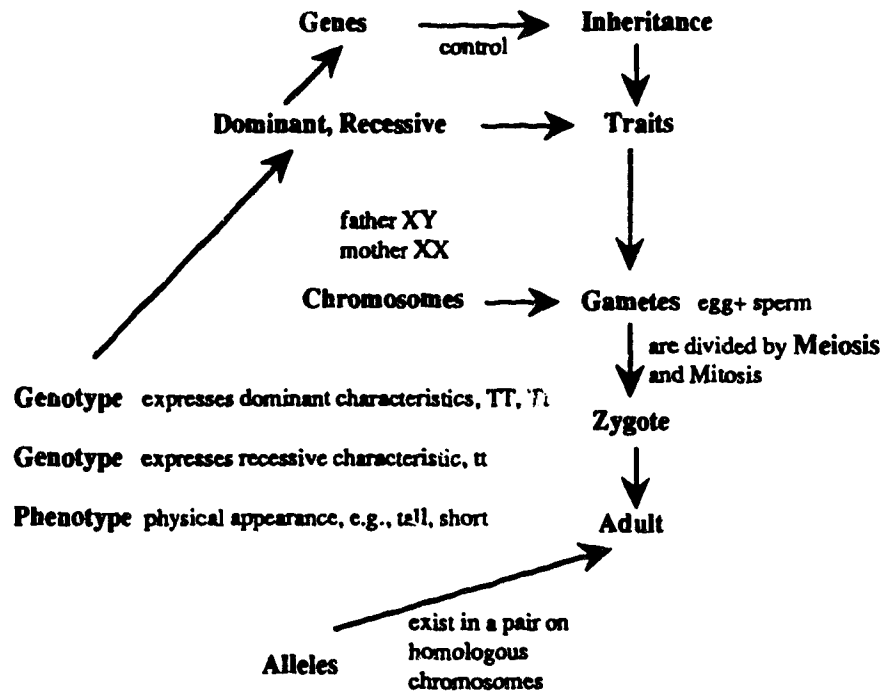 Genes
control
Inheritance
Dominant, Recessive
Traits
father XY
mother XX
Chromosomes
Gametes egg+ sperm
are divided by Meiosis
and Mitosis
Genotype expresses dominant characteristics, TT, Tt
Zygote
Genotype expresses recessive characteristic, tt
Phenotype physical appearance, e.g., tall, short
Adult
exist in a pair on
homologous
chromosomes
Alleles